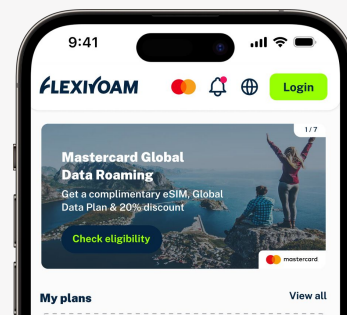 9:41
FLEXIROAM
Login
1/7
Mastercard Global
Data Roaming
Get a complimentary eSIM, Global
Data Plan & 20% discount
Check eligibility
mastercard
My plans
View all